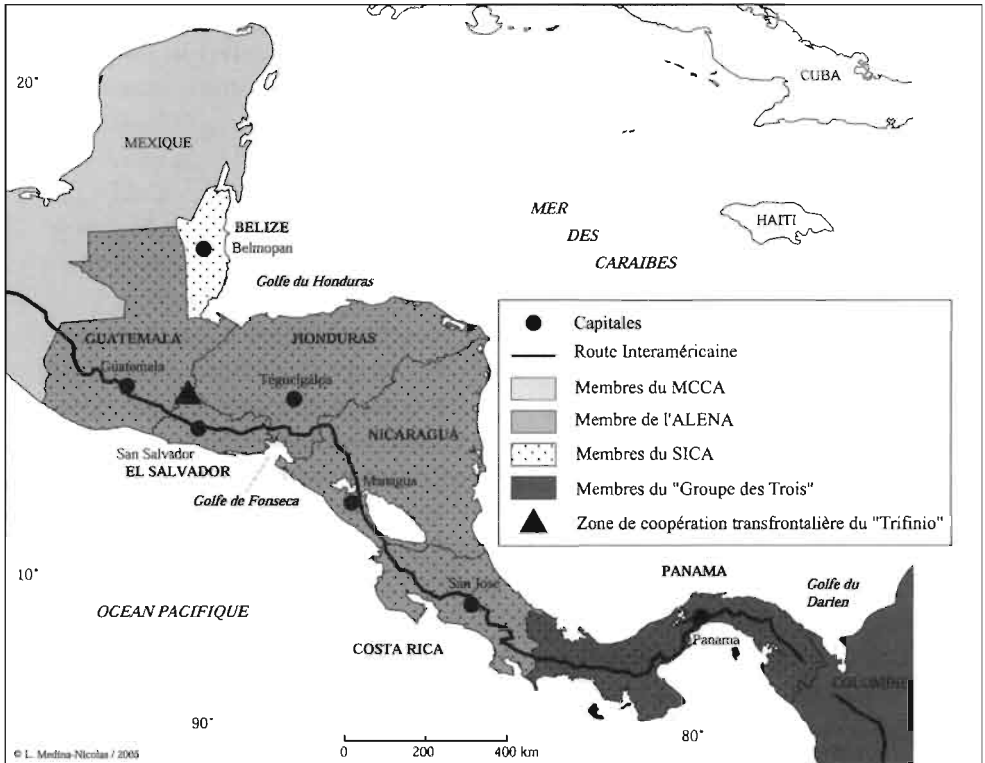 20°
CUBA
MEXIQUE
MER
DES
CARAIBES
HAITI
BELIZE
Belmopan
Golfe du Honduras
GUATEMALA
HONDURAS
Guatemala
Tegucigalpa
NICARAGUA
San Salvador
EL SALVADOR
Golfe de Fonseca
Managua
Capitales
Route Interaméricaine
Membres du MCCA
Membre de l'ALENA
Membres du SICA
Membres du "Groupe des Trois"
Zone de coopération transfrontalière du "Trifinio"
10°
OCEAN PACIFIQUE
San José
COSTA RICA
PANAMA
Panama
Golfe du
Darien
90°
80°
0 200 400 km
© L. Medina-Nicolas / 2005